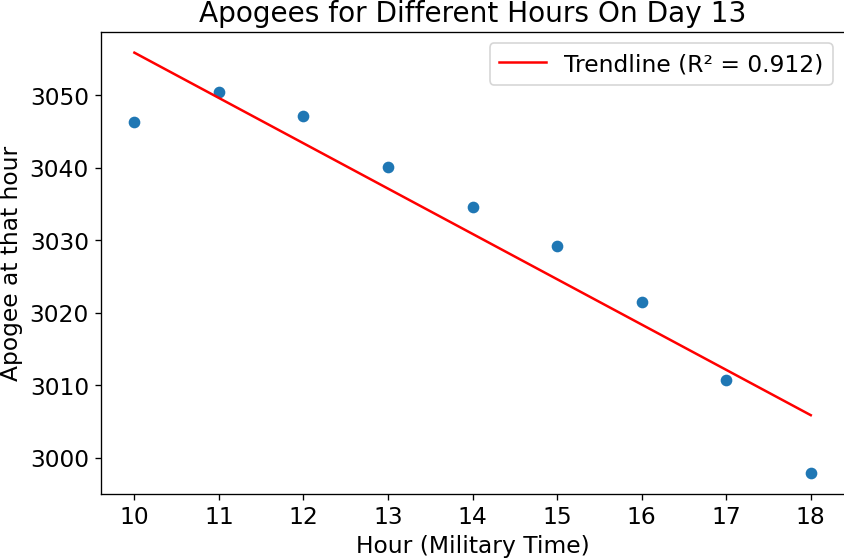 Apogees for Different Hours On Day 13
Trendline (R² = 0.912)
Apogee at that hour
3050
3040
3030
3020
3010
3000
10 11 12 13 14 15 16 17 18
Hour (Military Time)